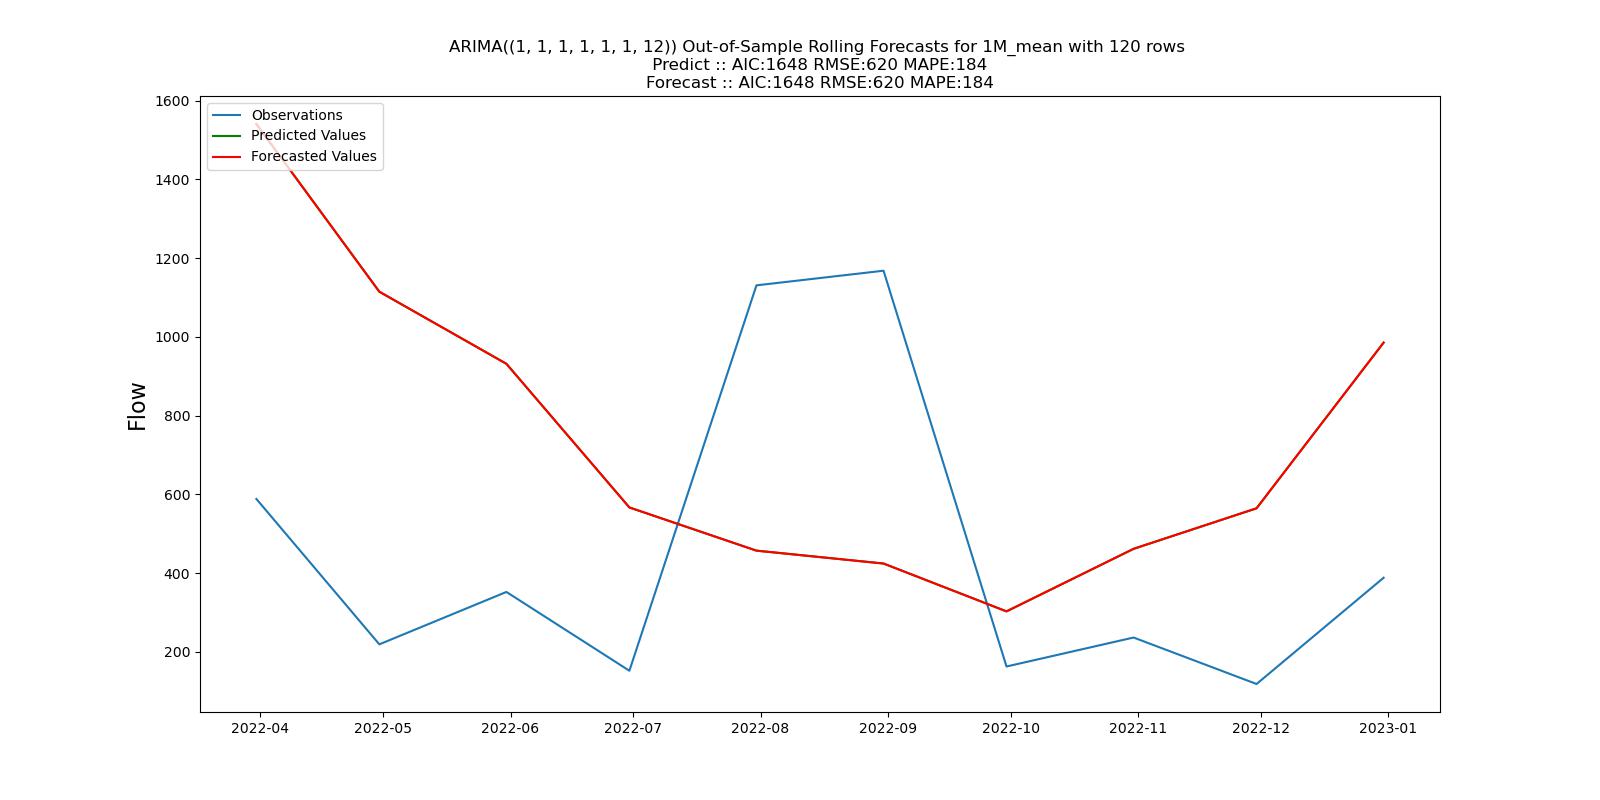 ARIMA((1, 1, 1, 1, 1, 1, 12)) Out-of-Sample Rolling Forecasts for 1M_mean with 120 rows
Predict :: AIC:1648 RMSE:620 MAPE:184
Forecast :: AIC:1648 RMSE:620 MAPE:184
Observations
Predicted Values
Forecasted Values
1600
1400
1200
1000
800
600
400
200
Flow
2022-04 2022-05 2022-06 2022-07 2022-08 2022-09 2022-10 2022-11 2022-12 2023-01